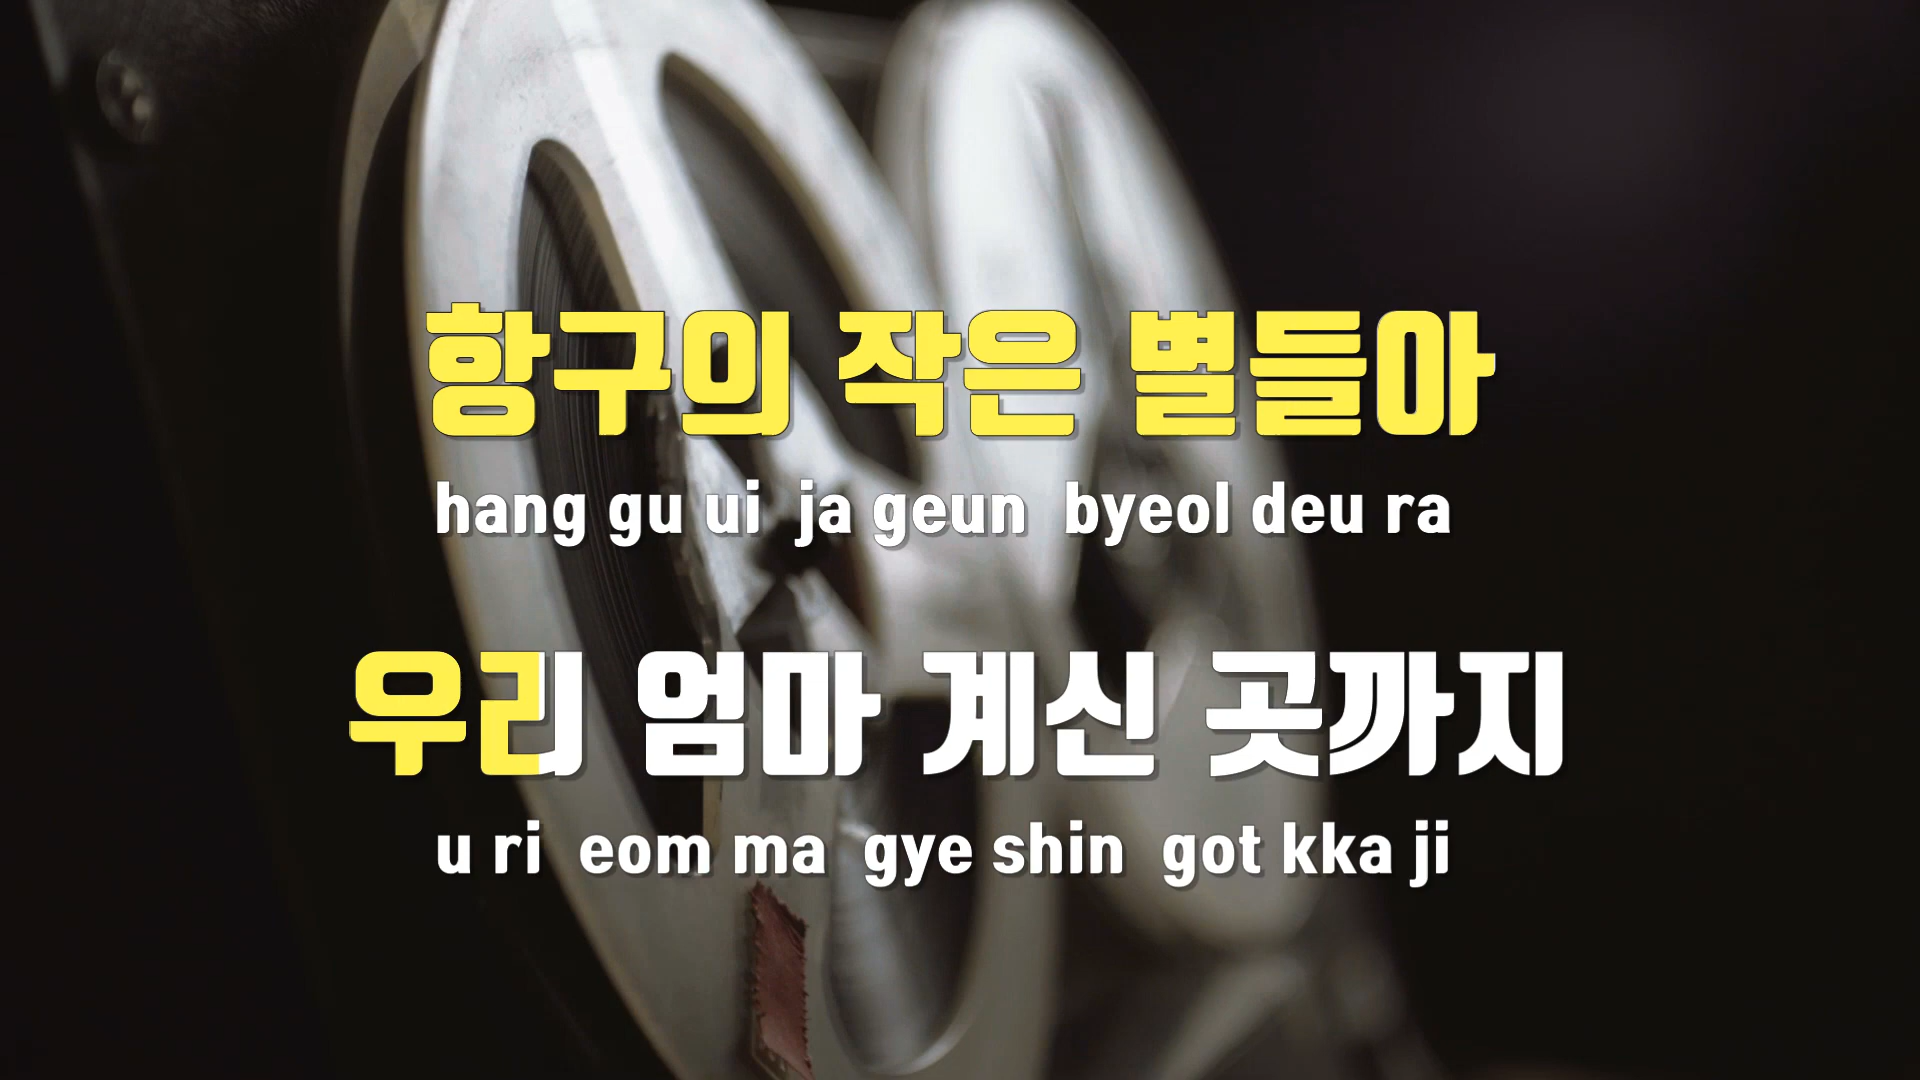 항구의 작은 별들아
hang gu ui ja geun byeol deu ra
우리 엄마 계신 곳까지
u ri eom ma gye shin got kka ji